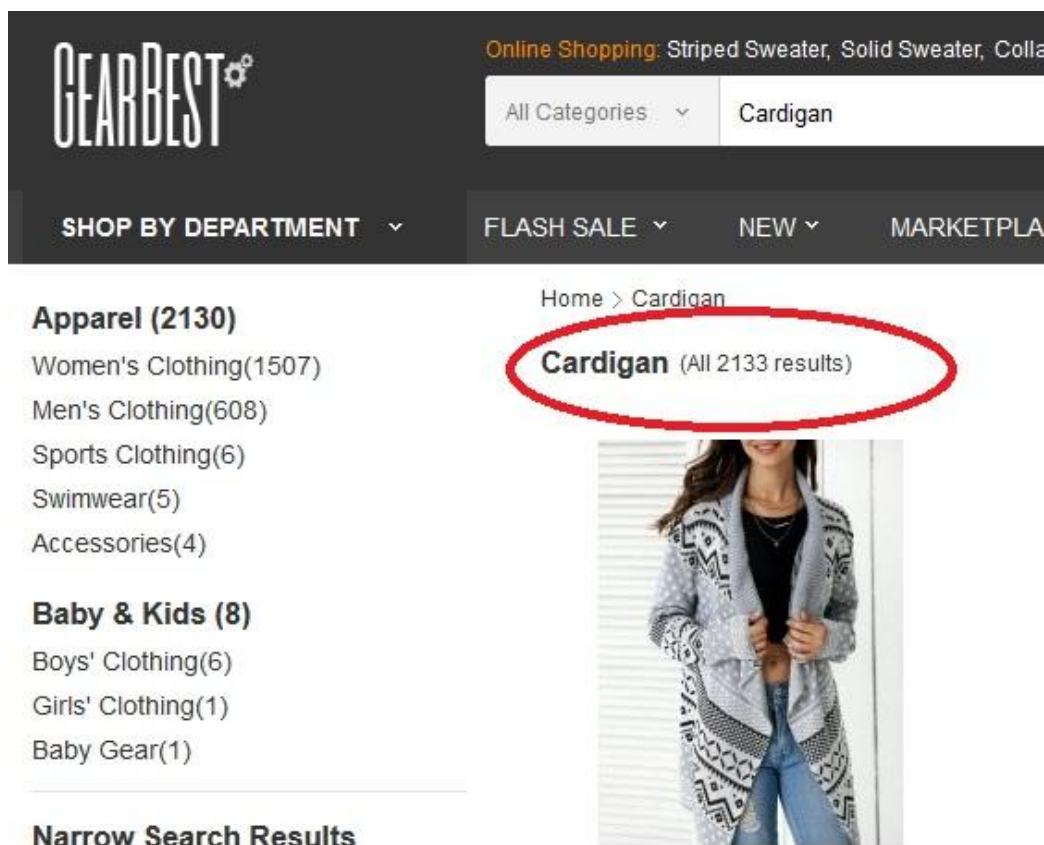 GEARBEST
Online Shopping: Striped Sweater, Solid Sweater,
All Categories
Cardigan
SHOP BY DEPARTMENT
FLASH SALE
NEW
Home > Cardigan
Cardigan (All 2133 results)
Apparel (2130)
Women's Clothing(1507)
Men's Clothing(608)
Sports Clothing(6)
Swimwear(5)
Accessories(4)
Baby & Kids (8)
Boys' Clothing(6)
Girls' Clothing(1)
Baby Gear(1)
Narrow Search Results